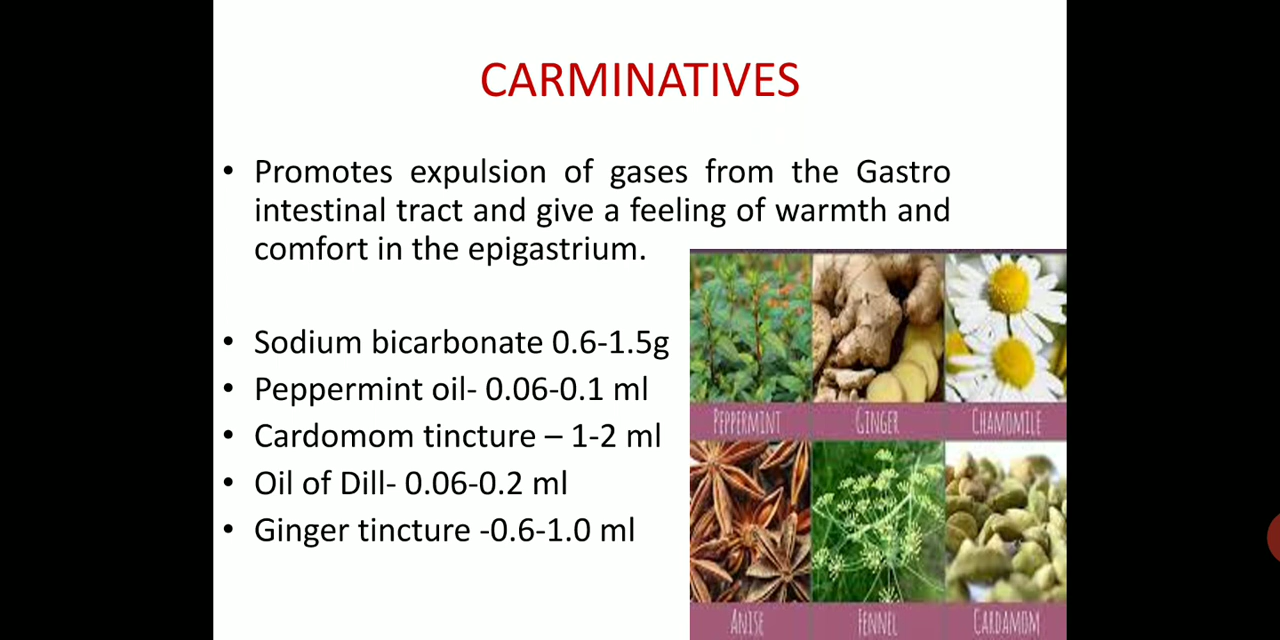 CARMINATIVES
• Promotes expulsion of gases from the Gastro
intestinal tract and give a feeling of warmth and
comfort in the epigastrium.
• Sodium bicarbonate 0.6-1.5g
• Peppermint oil- 0.06-0.1 ml
• Cardomom tincture – 1-2 ml
• Oil of Dill- 0.06-0.2 ml
• Ginger tincture -0.6-1.0 ml
PEPPERMINT GINGER CHAMOMILE
ANISE FENNEL CARDAMOM